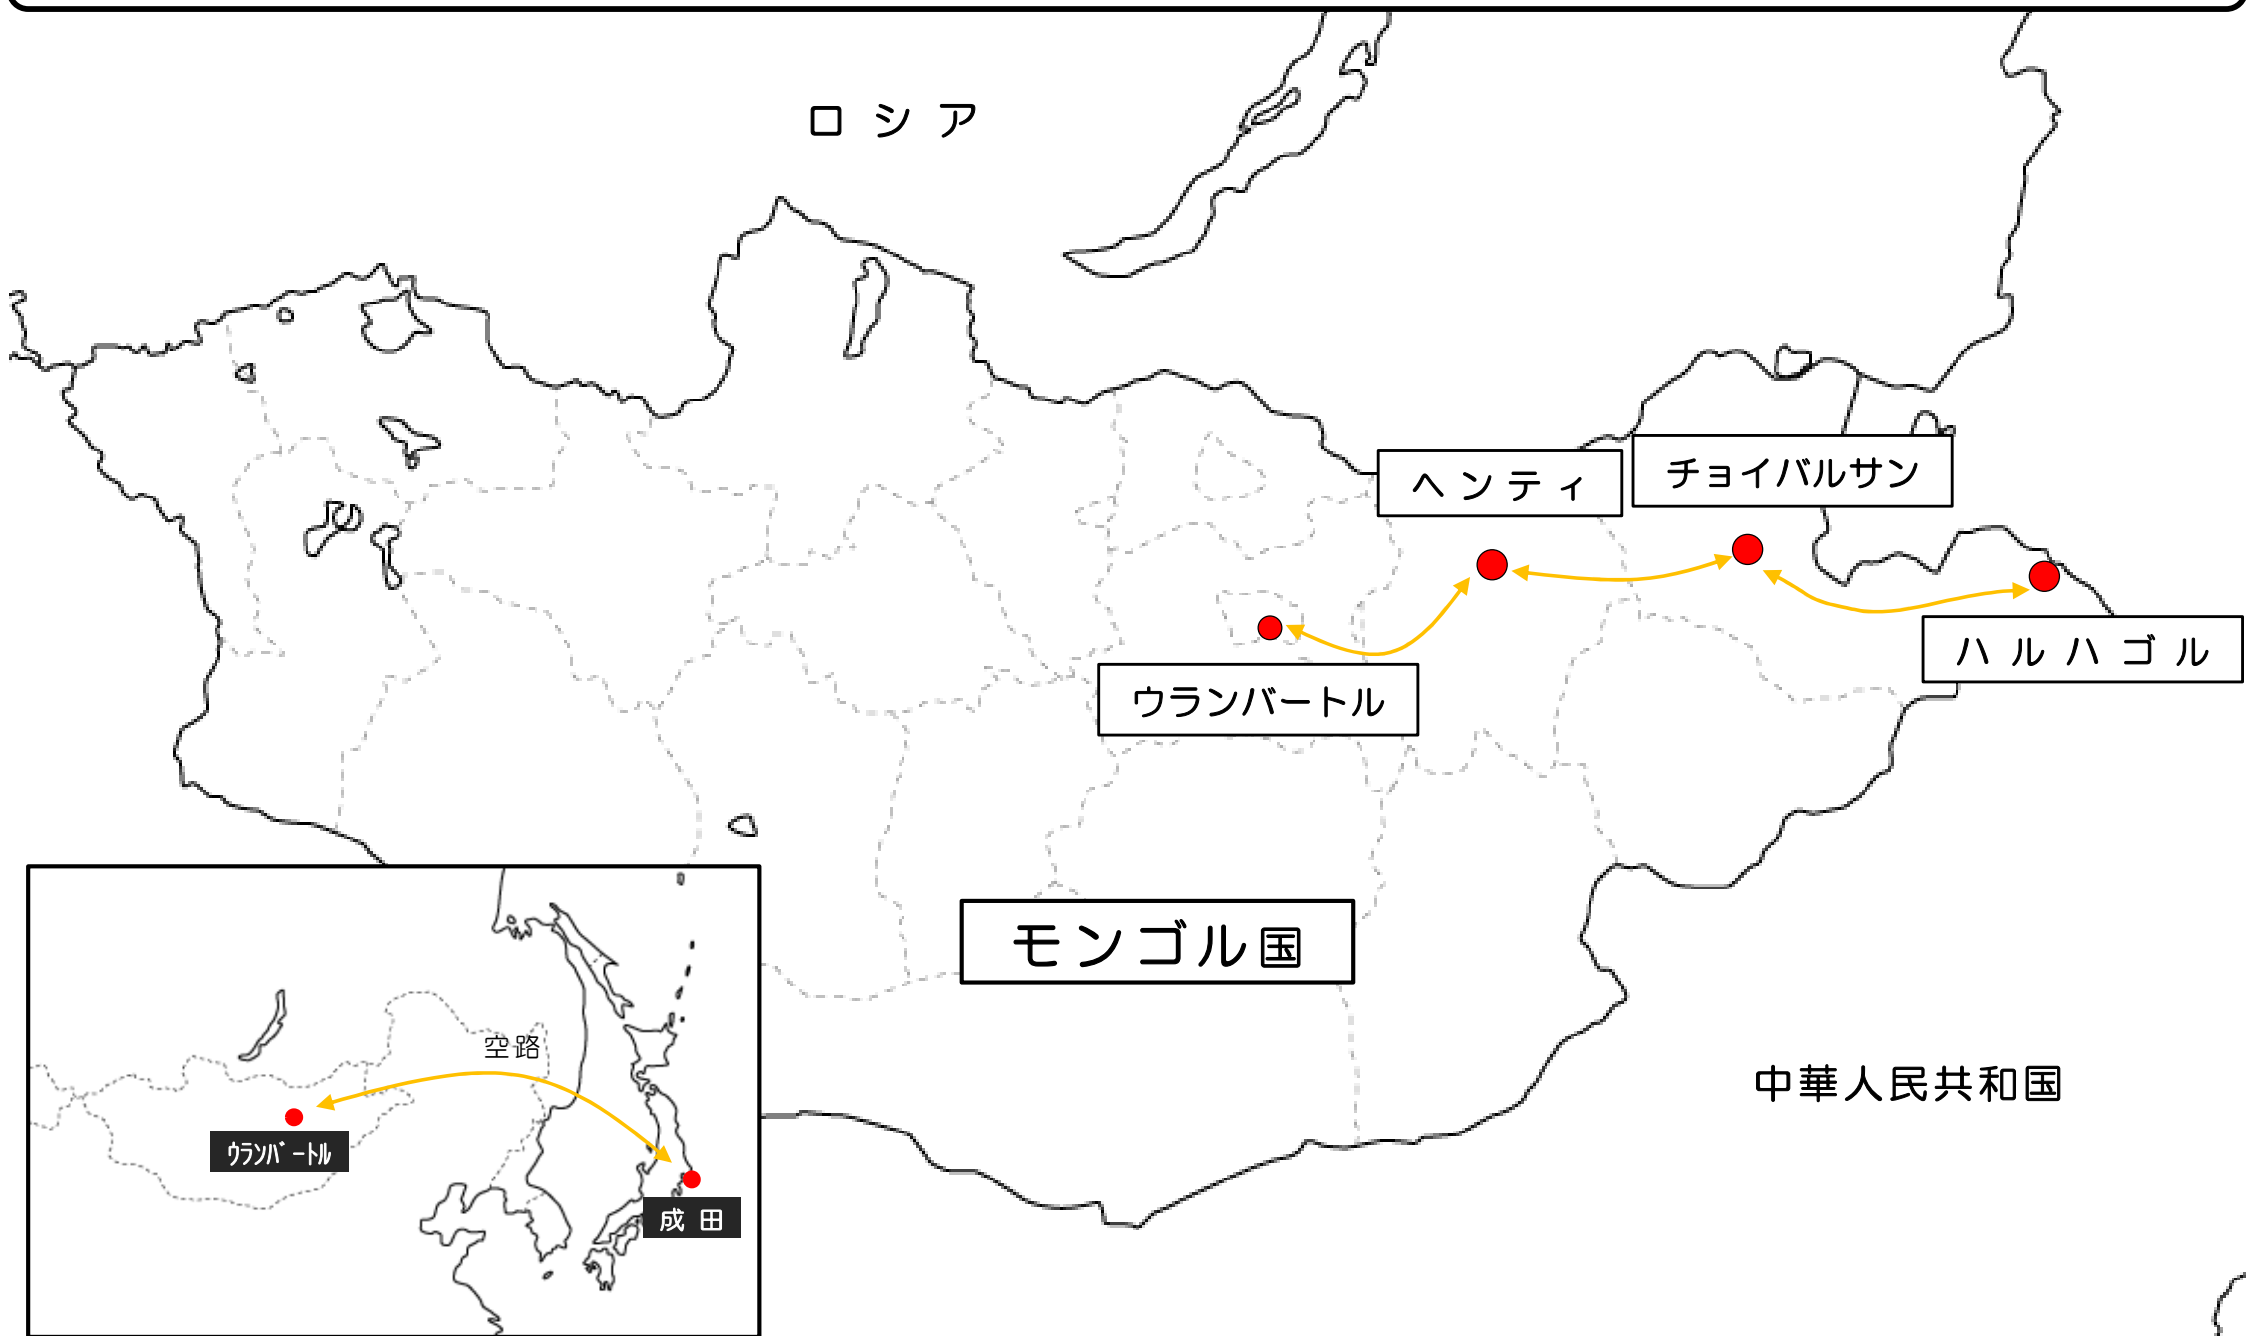 ロシア
ヘンティ
チョイバルサン
ハルハゴル
ウランバートル
モンゴル国
中華人民共和国
空路
ｳﾗﾝﾊﾞｰﾄﾙ
成田